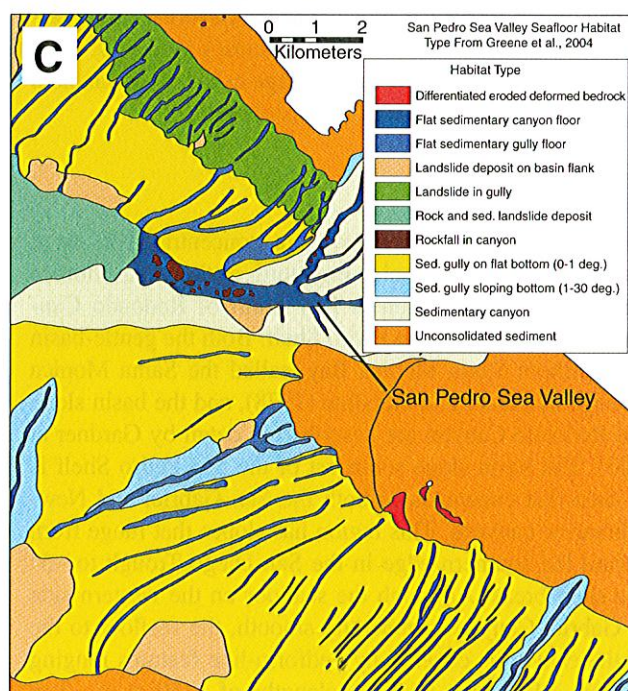 C
0 1 2
Kilometers
San Pedro Sea Valley Seafloor Habitat
Type From Greene et al., 2004
Habitat Type
Differentiated eroded deformed bedrock
Flat sedimentary canyon floor
Flat sedimentary gully floor
Landslide deposit on basin flank
Landslide in gully
Rock and sed. landslide deposit
Rockfall in canyon
Sed. gully on flat bottom (0-1 deg.)
Sed. gully sloping bottom (1-30 deg.)
Sedimentary canyon
Unconsolidated sediment
San Pedro Sea Valley